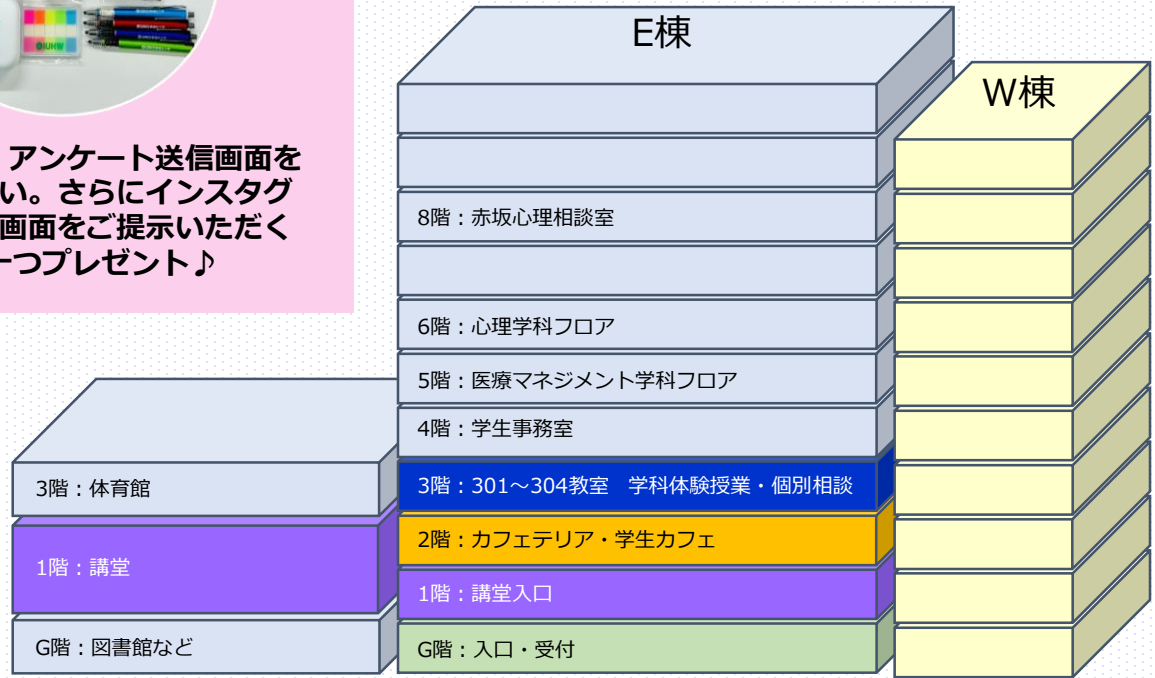 IUHW
アンケート送信画面を
い。さらにインスタグ
画面をご提示いただく
一つプレゼント♪
E棟
W棟
8階：赤坂心理相談室
6階：心理学科フロア
5階：医療マネジメント学科フロア
4階：学生事務室
3階：301～304教室　学科体験授業・個別相談
2階：カフェテリア・学生カフェ
1階：講堂入口
G階：入口・受付
3階：体育館
1階：講堂
G階：図書館など